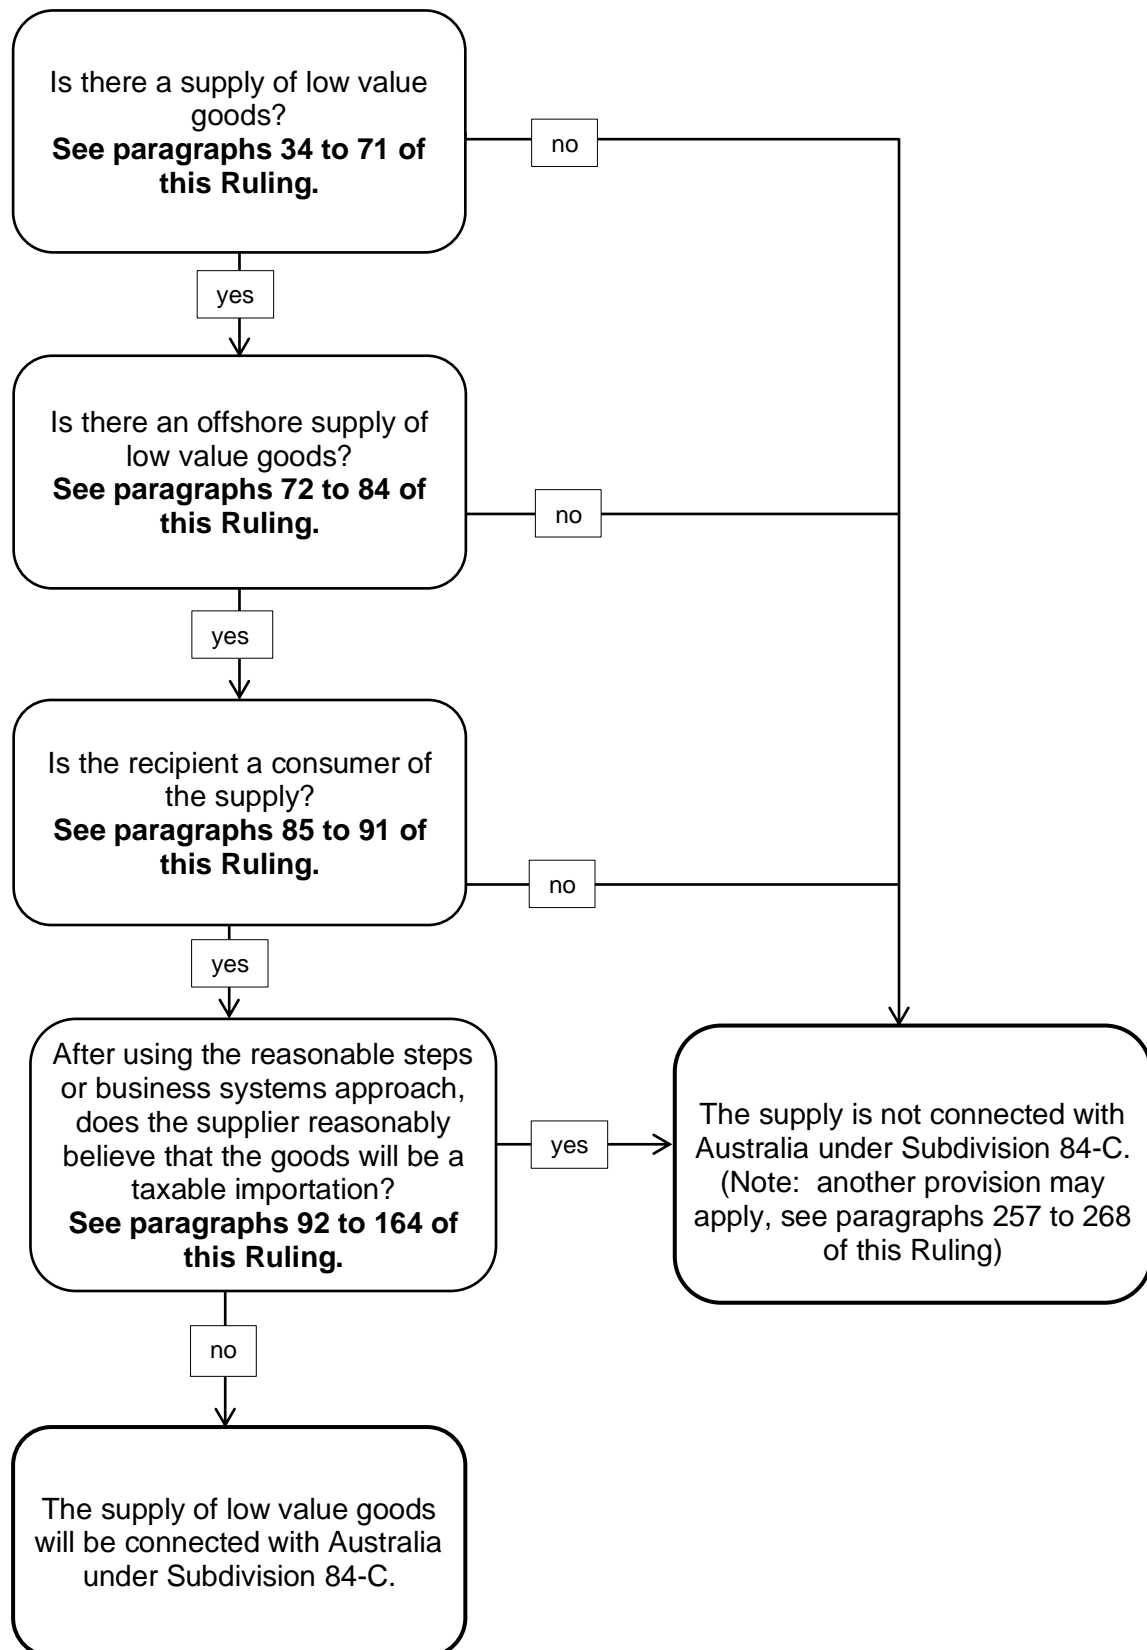 Is there a supply of low value
goods?
See paragraphs 34 to 71 of
this Ruling.
no
yes
Is there an offshore supply of
low value goods?
See paragraphs 72 to 84 of
this Ruling.
no
yes
Is the recipient a consumer of
the supply?
See paragraphs 85 to 91 of
this Ruling.
no
yes
After using the reasonable steps
or business systems approach,
does the supplier reasonably
believe that the goods will be a
taxable importation?
See paragraphs 92 to 164 of
this Ruling.
yes
The supply is not connected with
Australia under Subdivision 84-C.
(Note:  another provision may
apply, see paragraphs 257 to 268
of this Ruling)
no
The supply of low value goods
will be connected with Australia
under Subdivision 84-C.